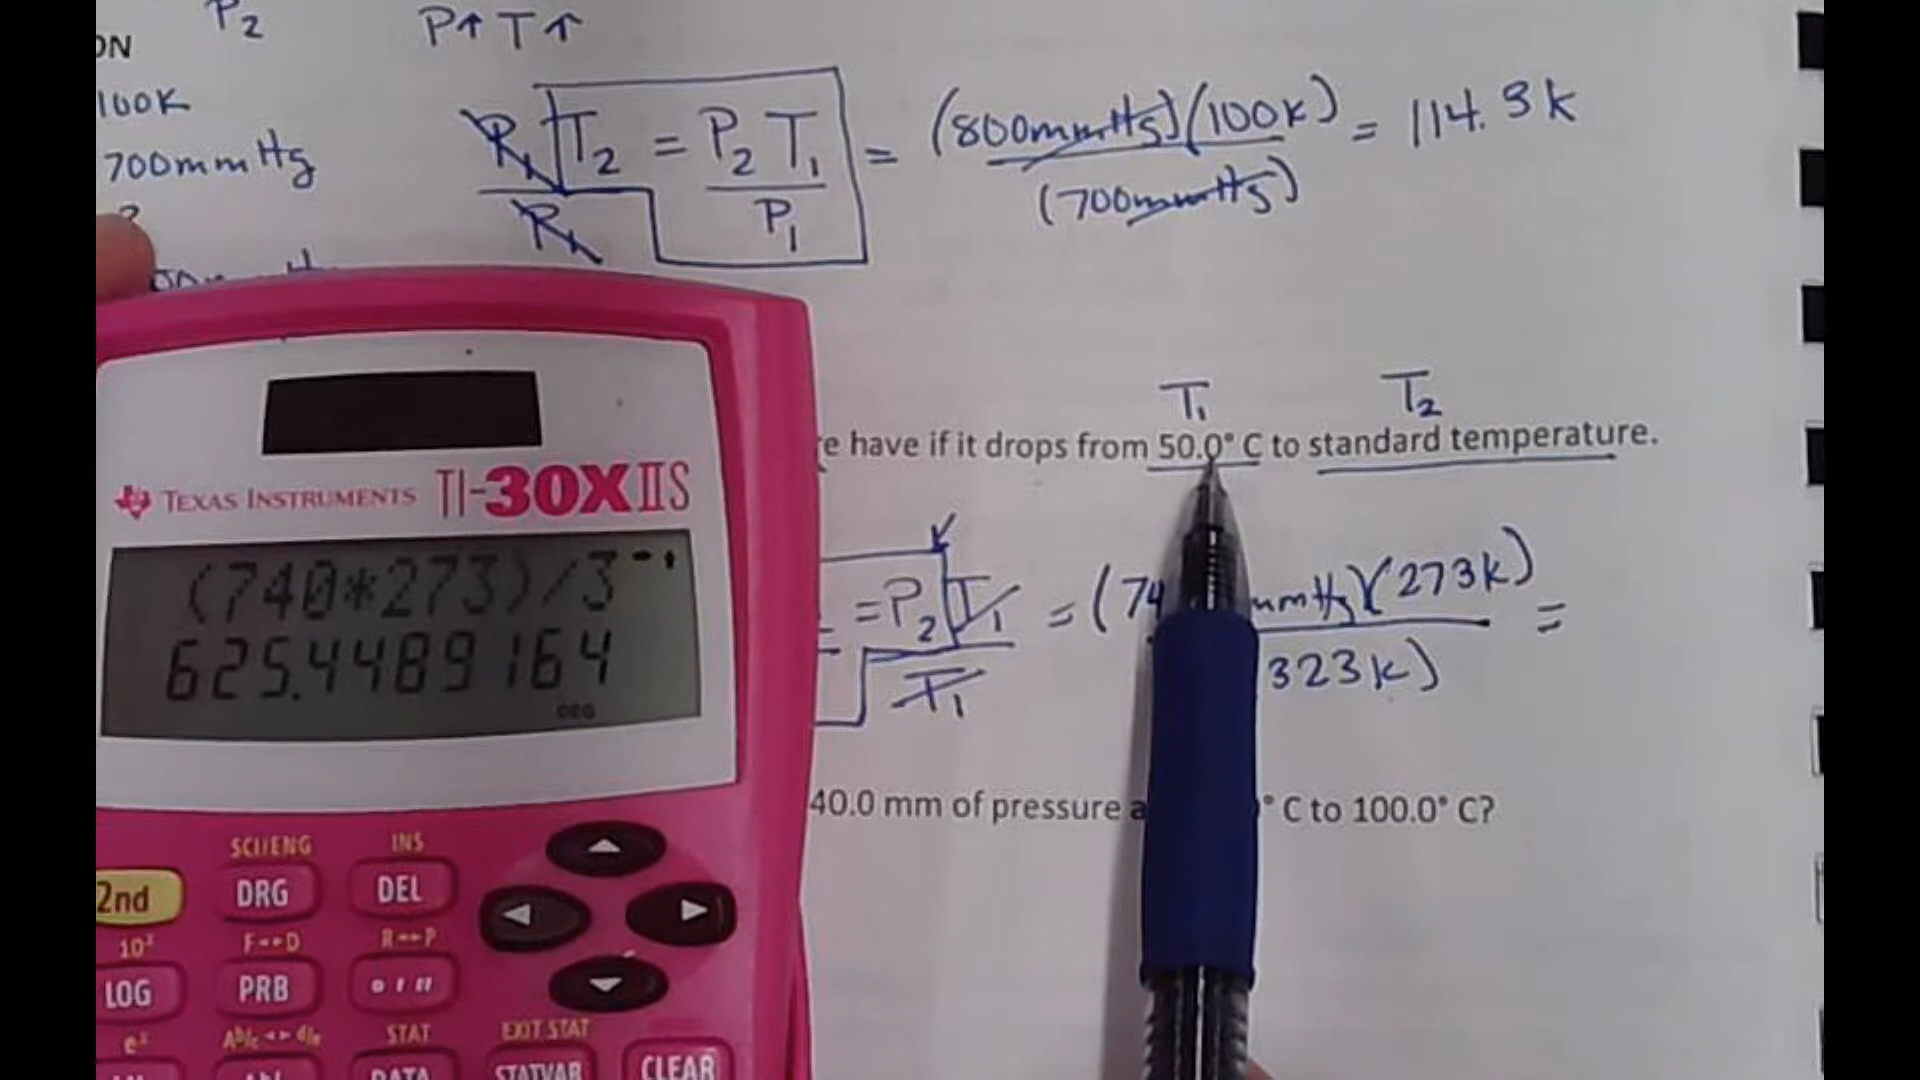 P2 P↑ T↑
ON
100K
700mmHg
P1 T2 = P2 T1 = (800mmHg)(100K) = 114.3K
P1 P1 (700mmHg)
?
T1 T2
e have if it drops from 50.0° C to standard temperature.
TEXAS INSTRUMENTS TI-30XIIS
(740*273)/3
625.4489164
DEG
=P2 T1 =(74 mmHg)(273K) =
T1 323K)
40.0 mm of pressure a ° C to 100.0° C?
SCI/ENG INS
2nd DRG DEL
10ˣ F↔D R↔P
LOG PRB ° ' "
eˣ Ab/c↔d/e STAT EXIT STAT
DATA STATVAR CLEAR